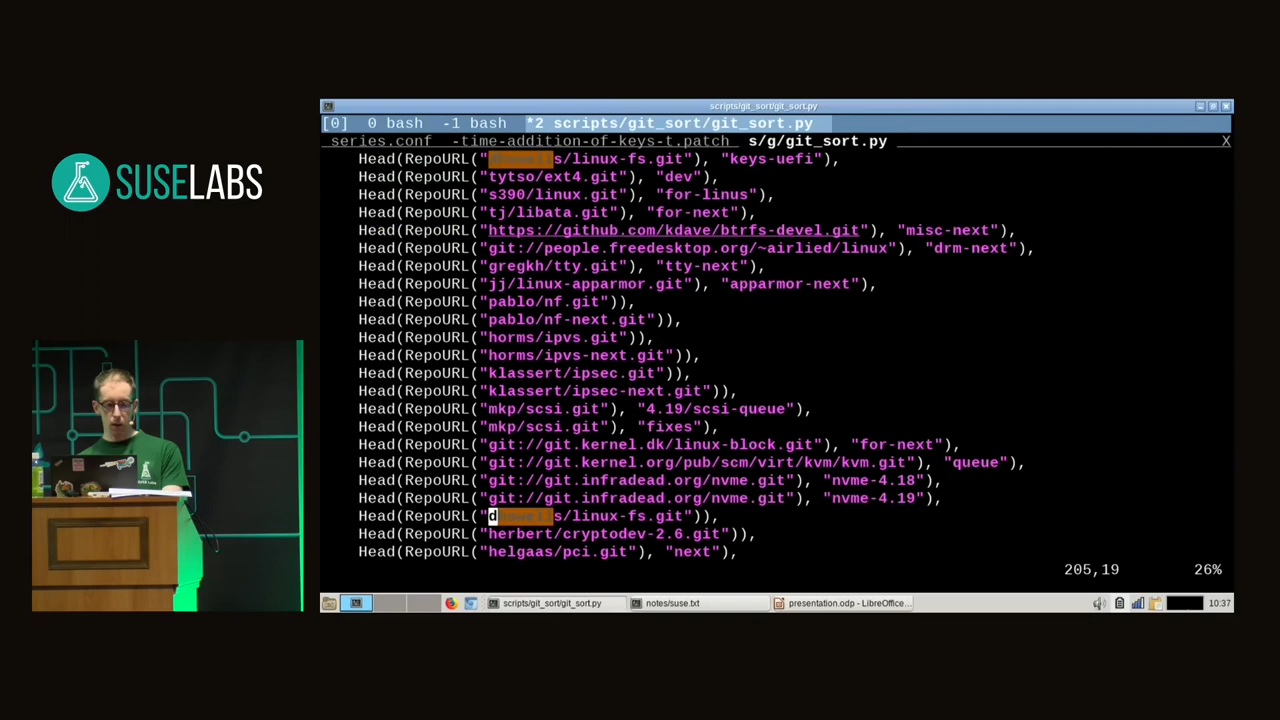 scripts/git_sort/git_sort.py
[0] 0 bash -1 bash *2 scripts/git_sort/git_sort.py
series.conf -time-addition-of-keys-t.patch s/g/git_sort.py X
Head(RepoURL("dhowells/linux-fs.git"), "keys-uefi"),
Head(RepoURL("tytso/ext4.git"), "dev"),
Head(RepoURL("s390/linux.git"), "for-linus"),
Head(RepoURL("tj/libata.git"), "for-next"),
Head(RepoURL("https://github.com/kdave/btrfs-devel.git"), "misc-next"),
Head(RepoURL("git://people.freedesktop.org/~airlied/linux"), "drm-next"),
Head(RepoURL("gregkh/tty.git"), "tty-next"),
Head(RepoURL("jj/linux-apparmor.git"), "apparmor-next"),
Head(RepoURL("pablo/nf.git")),
Head(RepoURL("pablo/nf-next.git")),
Head(RepoURL("horms/ipvs.git")),
Head(RepoURL("horms/ipvs-next.git")),
Head(RepoURL("klassert/ipsec.git")),
Head(RepoURL("klassert/ipsec-next.git")),
Head(RepoURL("mkp/scsi.git"), "4.19/scsi-queue"),
Head(RepoURL("mkp/scsi.git"), "fixes"),
Head(RepoURL("git://git.kernel.dk/linux-block.git"), "for-next"),
Head(RepoURL("git://git.kernel.org/pub/scm/virt/kvm/kvm.git"), "queue"),
Head(RepoURL("git://git.infradead.org/nvme.git"), "nvme-4.18"),
Head(RepoURL("git://git.infradead.org/nvme.git"), "nvme-4.19"),
Head(RepoURL("dhowells/linux-fs.git")),
Head(RepoURL("herbert/cryptodev-2.6.git")),
Head(RepoURL("helgaas/pci.git"), "next"),
205,19 26%
scripts/git_sort/git_sort.py notes/suse.txt presentation.odp - LibreOffice... 10:37
SUSELABS